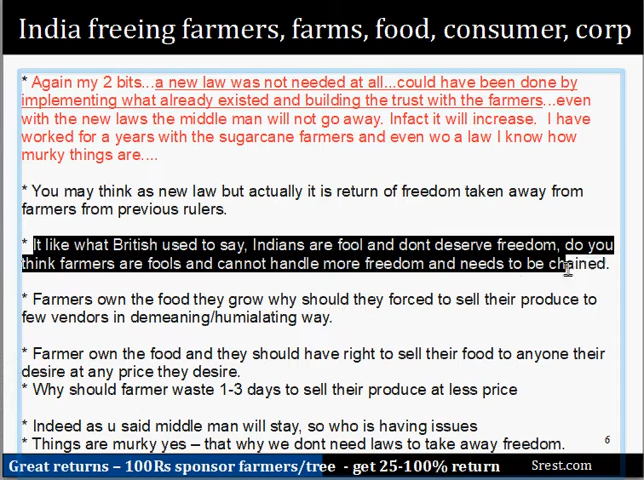 India freeing farmers, farms, food, consumer, corp
* Again my 2 bits...a new law was not needed at all...could have been done by
implementing what already existed and building the trust with the farmers...even
with the new laws the middle man will not go away. Infact it will increase.  I have
worked for a years with the sugarcane farmers and even wo a law I know how
murky things are....
* You may think as new law but actually it is return of freedom taken away from
farmers from previous rulers.
* It like what British used to say, Indians are fool and dont deserve freedom, do you
think farmers are fools and cannot handle more freedom and needs to be chained.
* Farmers own the food they grow why should they forced to sell their produce to
few vendors in demeaning/humialating way.
* Farmer own the food and they should have right to sell their food to anyone their
desire at any price they desire.
* Why should farmer waste 1-3 days to sell their produce at less price
* Indeed as u said middle man will stay, so who is having issues
* Things are murky yes – that why we dont need laws to take away freedom.
6
Great returns – 100Rs sponsor farmers/tree  - get 25-100% return
Srest.com